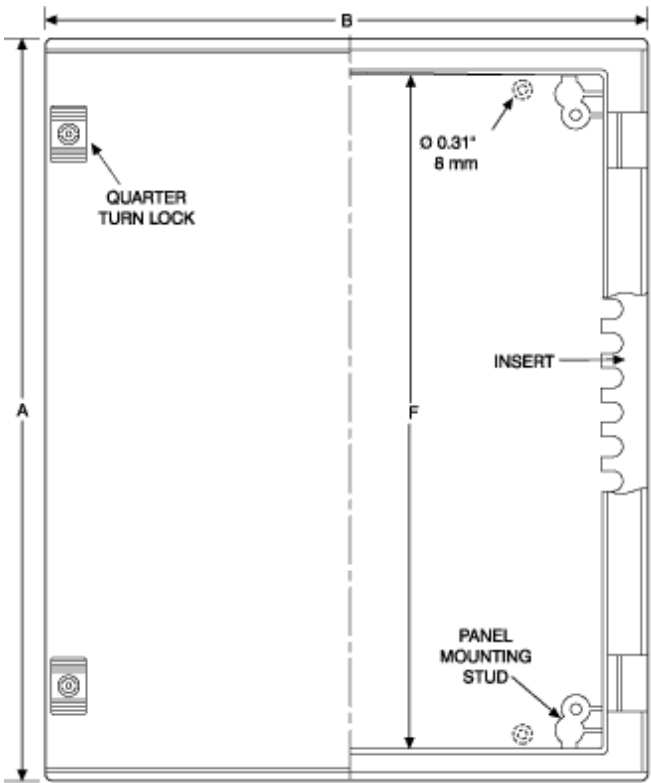 B
Ø 0.31"
8 mm
QUARTER
TURN LOCK
INSERT
A
F
PANEL
MOUNTING
STUD